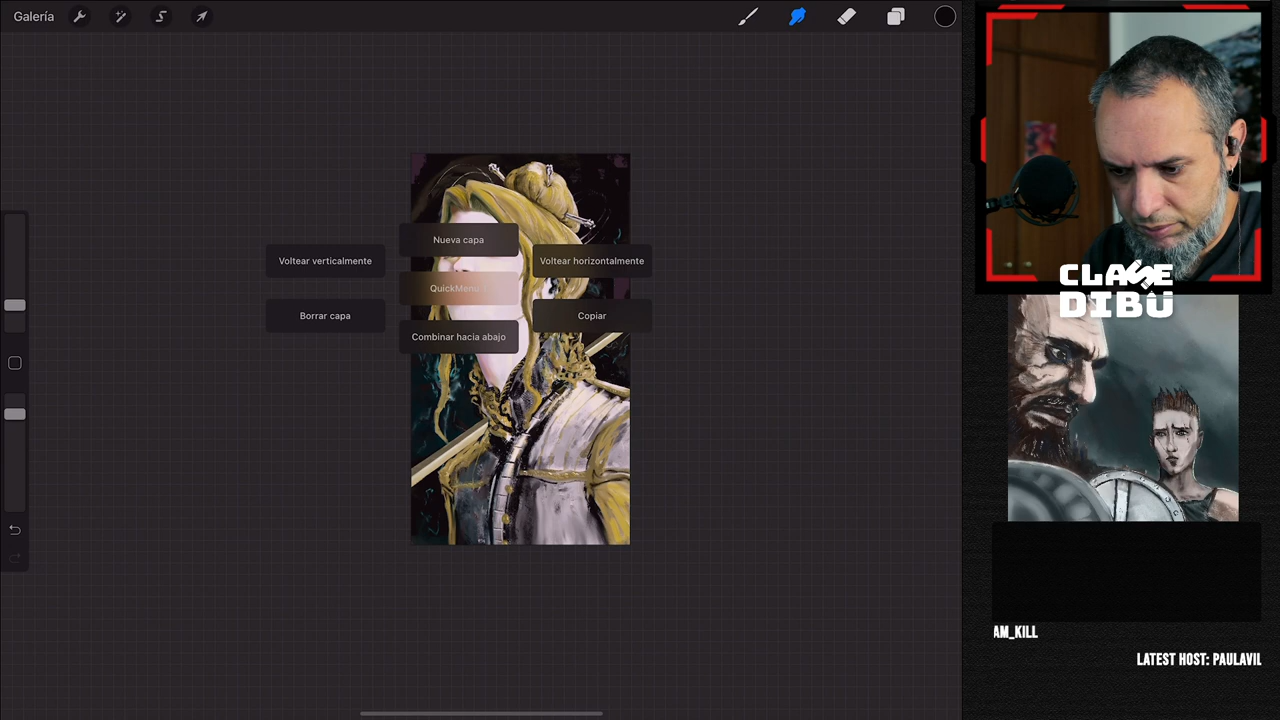 Galería
Nueva capa
Voltear verticalmente
Voltear horizontalmente
QuickMenu
Borrar capa
Copiar
Combinar hacia abajo
CLASE
DIBU
AM_KILL
LATEST HOST: PAULAVIL